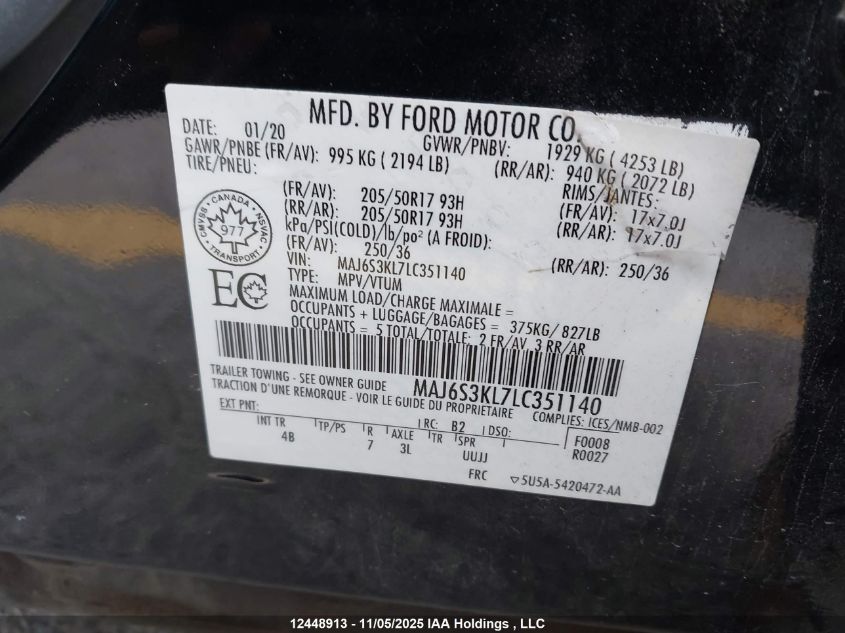 MFD. BY FORD MOTOR CO.
DATE: 01/20 GVWR/PNBV: 1929 KG ( 4253 LB)
GAWR/PNBE (FR/AV): 995 KG ( 2194 LB) (RR/AR): 940 KG ( 2072 LB)
TIRE/PNEU: RIMS/JANTES:
(FR/AV): 205/50R17 93H (FR/AV): 17x7.0J
(RR/AR): 205/50R17 93H (RR/AR): 17x7.0J
kPa/PSI(COLD)/lb/po² (A FROID):
(FR/AV): 250/36 (RR/AR): 250/36
CANADA
CMVSS NSVAC
977
TRANSPORT
EC
VIN: MAJ6S3KL7LC351140
TYPE: MPV/VTUM
MAXIMUM LOAD/CHARGE MAXIMALE =
OCCUPANTS + LUGGAGE/BAGAGES = 375KG/ 827LB
OCCUPANTS = 5 TOTAL/TOTALE: 2 FR/AV, 3 RR/AR
MAJ6S3KL7LC351140
TRAILER TOWING - SEE OWNER GUIDE
TRACTION D'UNE REMORQUE - VOIR LE GUIDE DU PROPRIETAIRE
COMPLIES: ICES/NMB-002
EXT PNT: RC: B2 DSO: F0008
R0027
INT TR TP/PS R AXLE TR SPR
4B 7 3L UUJJ
FRC ▽5U5A-5420472-AA
12448913 - 11/05/2025 IAA Holdings , LLC